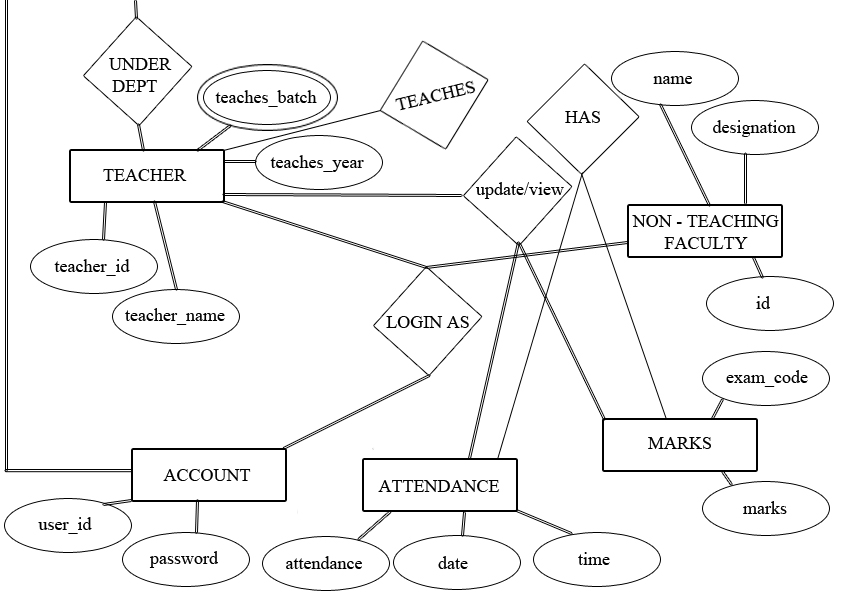 UNDER
DEPT
teaches_batch
TEACHES
HAS
name
designation
TEACHER
teaches_year
update/view
NON - TEACHING
FACULTY
teacher_id
teacher_name
LOGIN AS
id
exam_code
MARKS
ACCOUNT
ATTENDANCE
marks
user_id
password
attendance
date
time